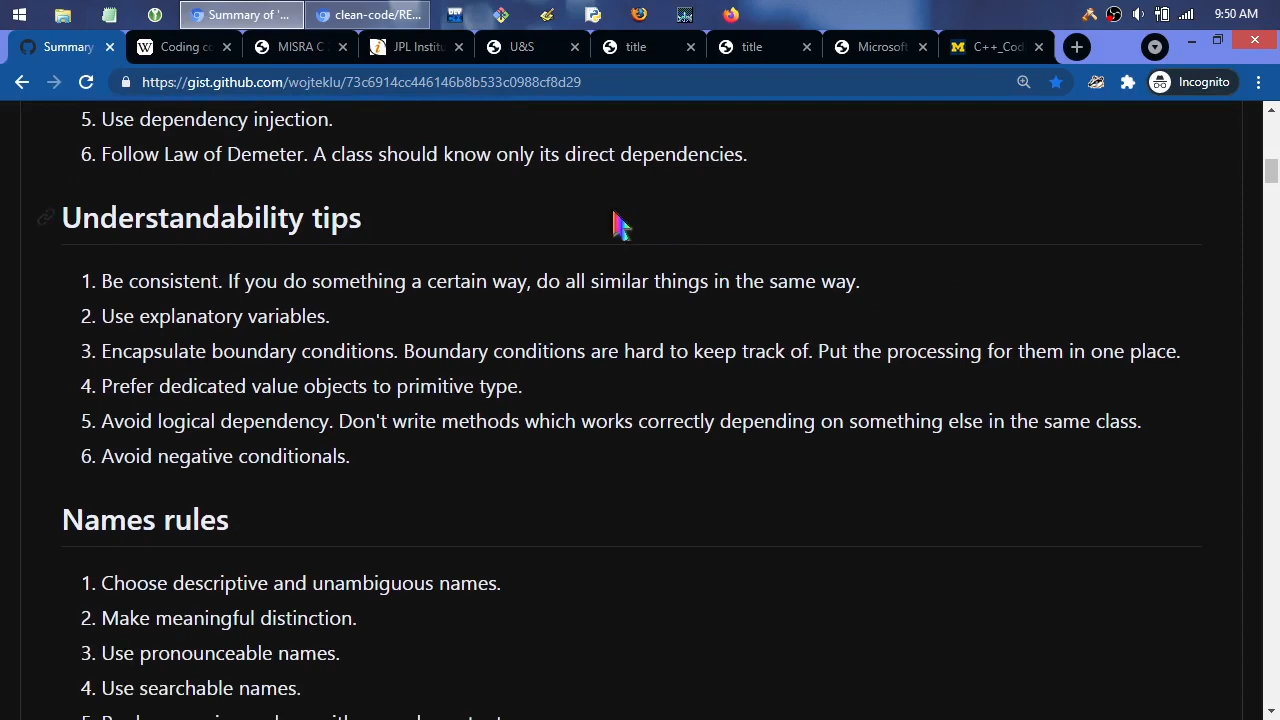 Summary of '...
clean-code/RE...
9:50 AM
Summary
Coding co
MISRA C 2
JPL Institu
U&S
title
title
Microsoft
C++_Cod
https://gist.github.com/wojteklu/73c6914cc446146b8b533c0988cf8d29
Incognito
5. Use dependency injection.
6. Follow Law of Demeter. A class should know only its direct dependencies.
Understandability tips
1. Be consistent. If you do something a certain way, do all similar things in the same way.
2. Use explanatory variables.
3. Encapsulate boundary conditions. Boundary conditions are hard to keep track of. Put the processing for them in one place.
4. Prefer dedicated value objects to primitive type.
5. Avoid logical dependency. Don't write methods which works correctly depending on something else in the same class.
6. Avoid negative conditionals.
Names rules
1. Choose descriptive and unambiguous names.
2. Make meaningful distinction.
3. Use pronounceable names.
4. Use searchable names.